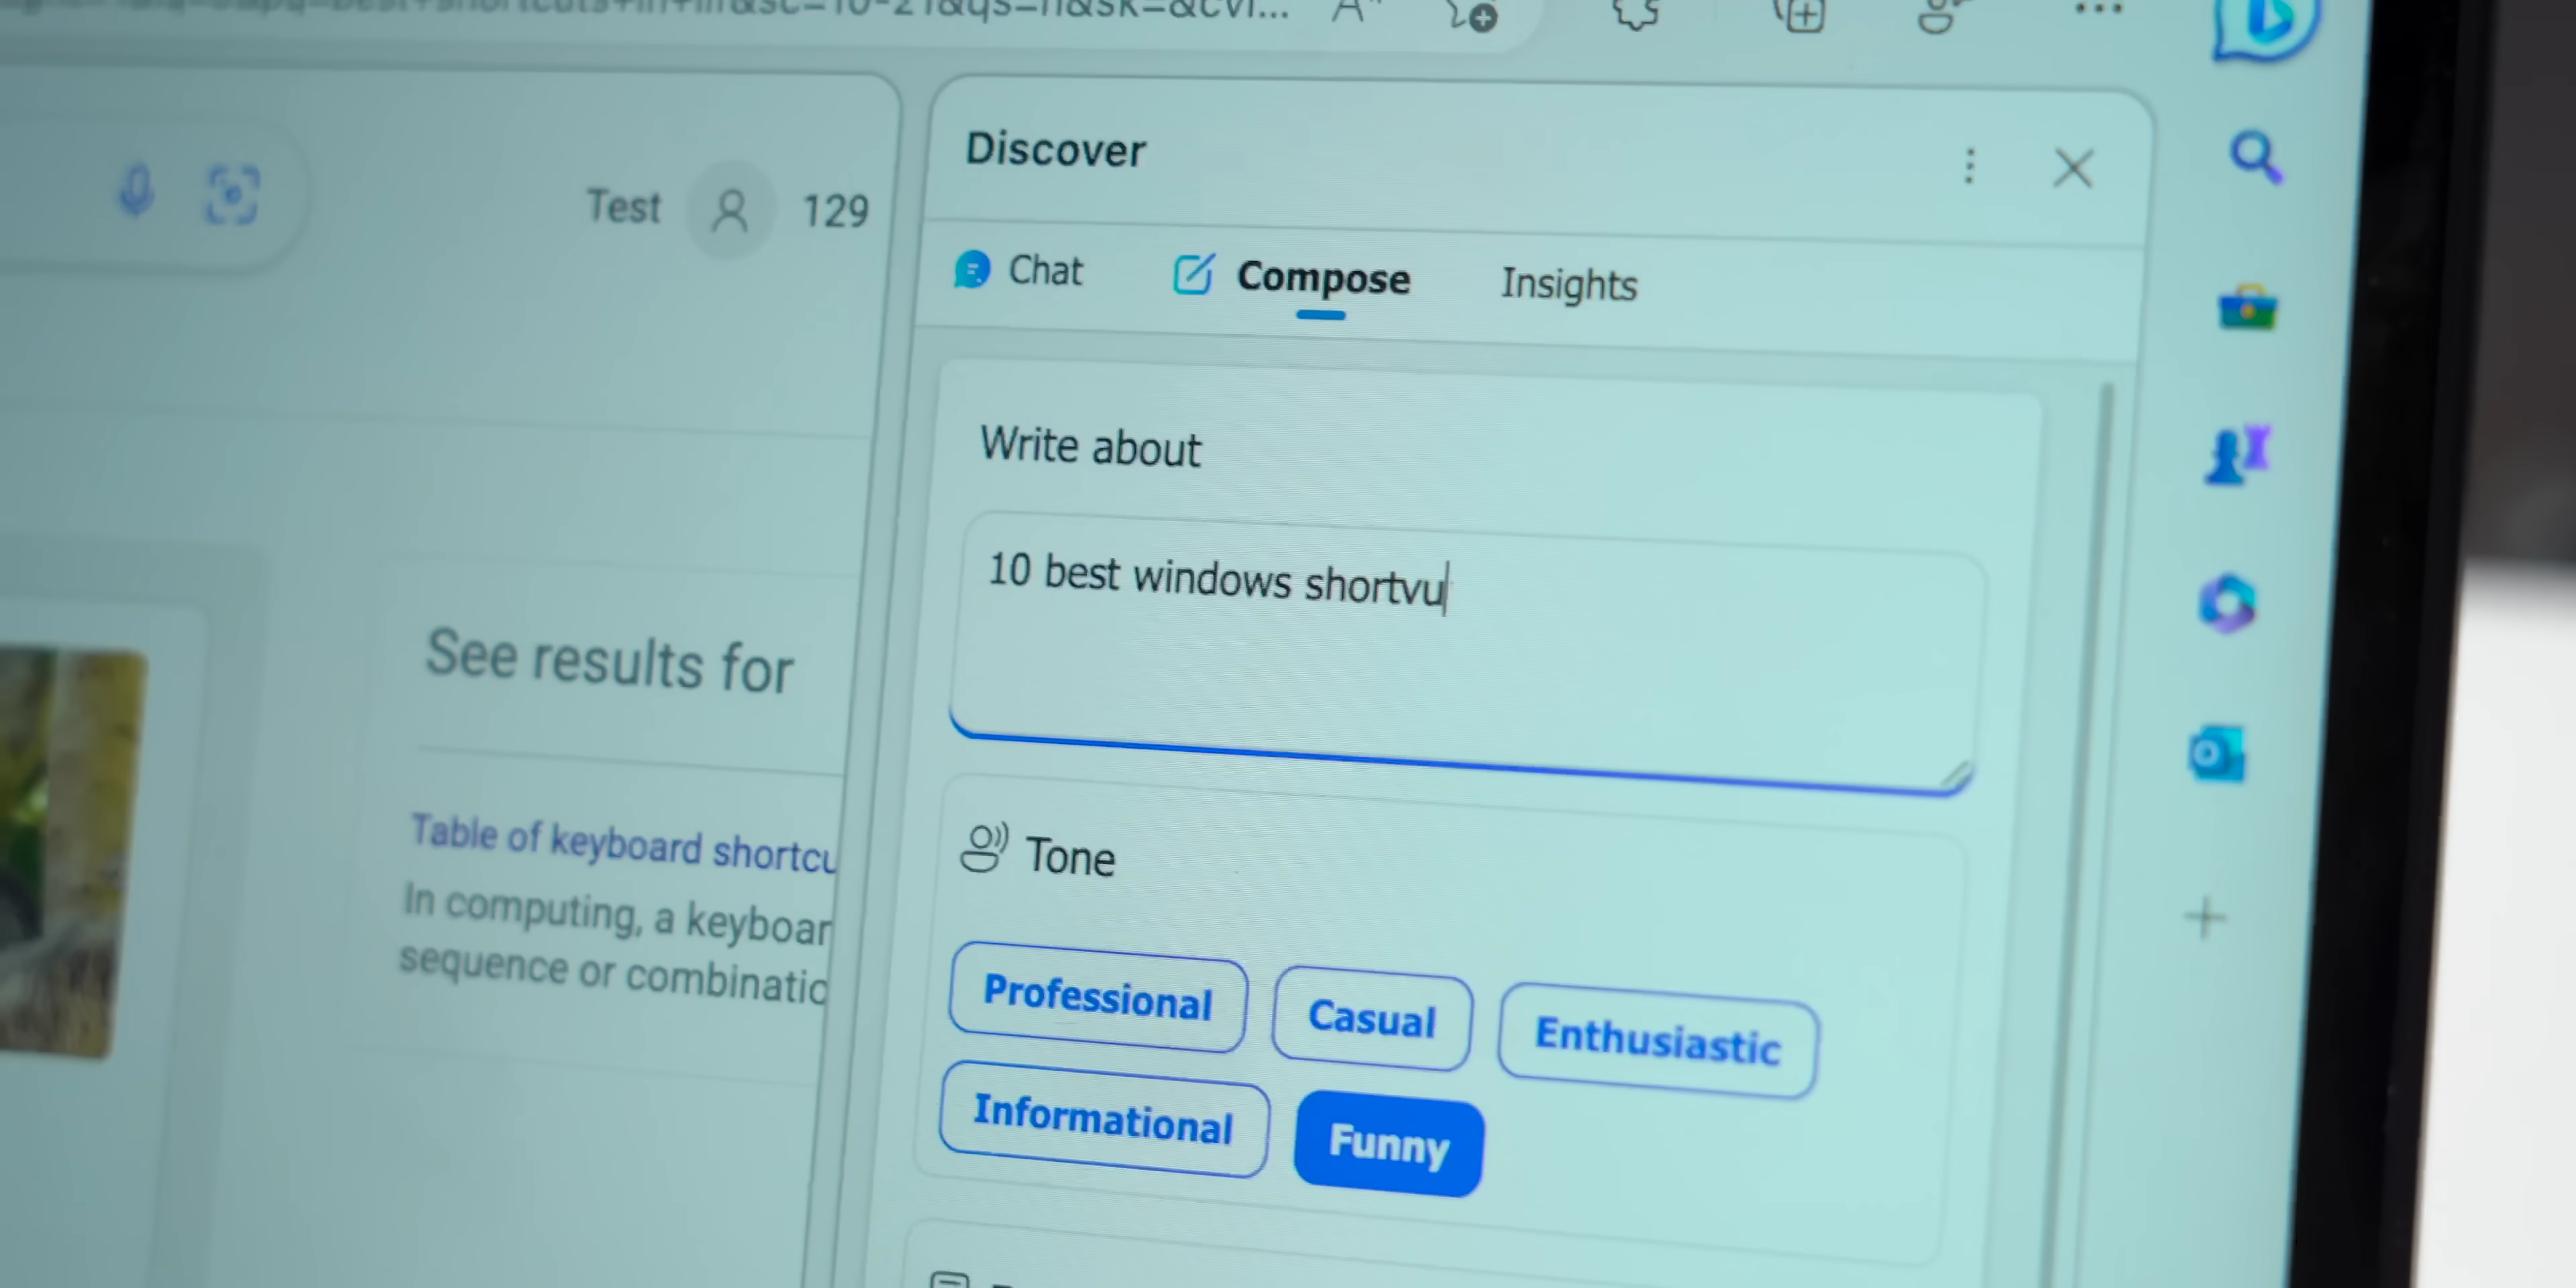 Test 129
See results for
Table of keyboard shortcu
In computing, a keyboar
sequence or combinatio
Discover
Chat Compose Insights
Write about
10 best windows shortvu
Tone
Professional Casual Enthusiastic
Informational Funny